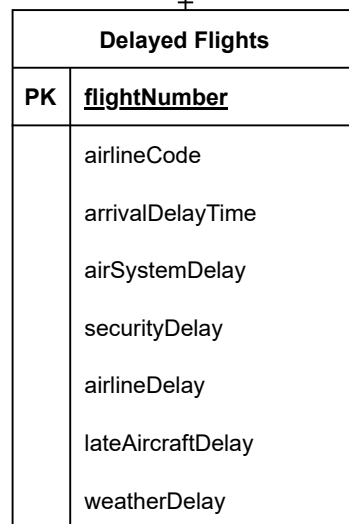 Delayed Flights
PK flightNumber
airlineCode
arrivalDelayTime
airSystemDelay
securityDelay
airlineDelay
lateAircraftDelay
weatherDelay